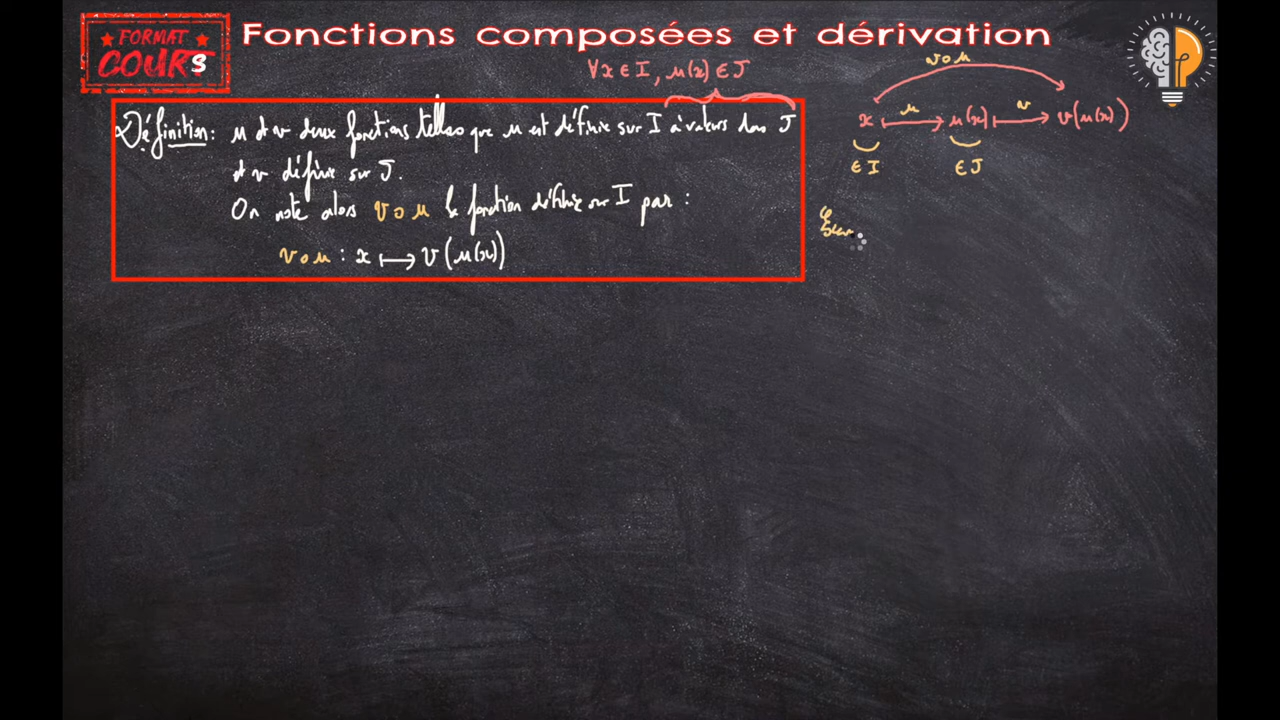 FORMAT
COURS
Fonctions composées et dérivation
∀x ∈ I, u(x) ∈ J
Définition : u et v deux fonctions telles que u est définie sur I à valeurs dans J
et v définie sur J.
On note alors v o u la fonction définie sur I par :
v o u : x ⟼ v(u(x))
v o u
u v
x ⟼ u(x) ⟼ v(u(x))
∈ I ∈ J